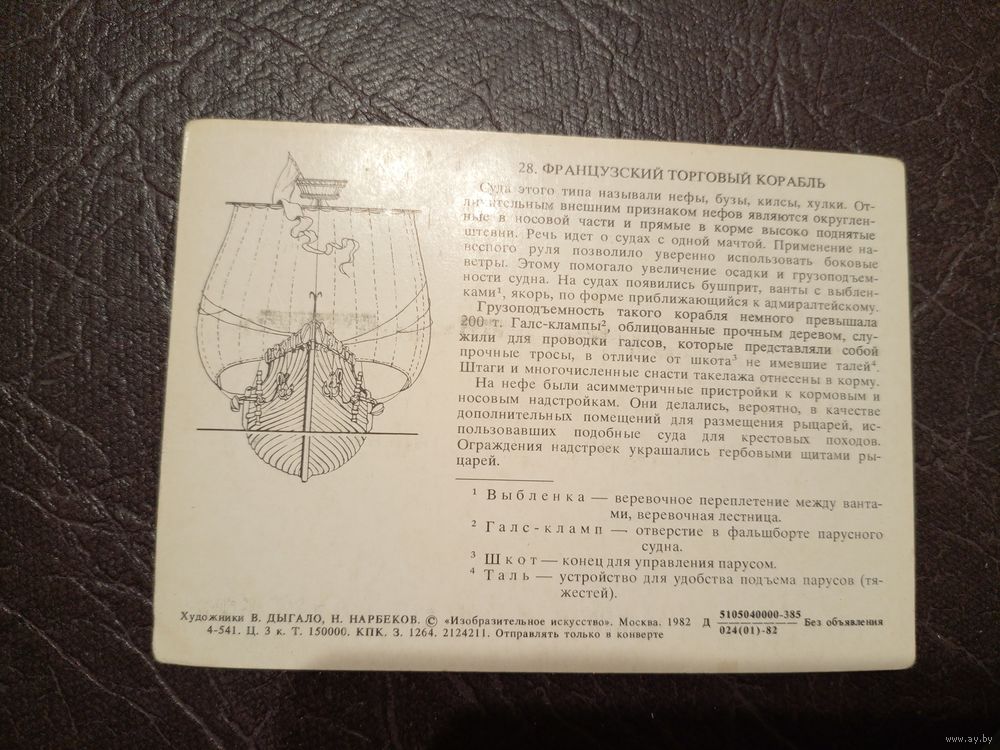 28. ФРАНЦУЗСКИЙ ТОРГОВЫЙ КОРАБЛЬ
Суда этого типа называли нефы, бузы, килсы, хулки. От-
личительным внешним признаком нефов являются округлен-
ные в носовой части и прямые в корме высоко поднятые
штевни. Речь идет о судах с одной мачтой. Применение на-
весного руля позволило уверенно использовать боковые
ветры. Этому помогало увеличение осадки и грузоподъем-
ности судна. На судах появились бушприт, ванты с выблен-
ками¹, якорь, по форме приближающийся к адмиралтейскому.
Грузоподъемность такого корабля немного превышала
200 т. Галс-клампы², облицованные прочным деревом, слу-
жили для проводки галсов, которые представляли собой
прочные тросы, в отличие от шкота³ не имевшие талей⁴.
Штаги и многочисленные снасти такелажа отнесены в корму.
На нефе были асимметричные пристройки к кормовым и
носовым надстройкам. Они делались, вероятно, в качестве
дополнительных помещений для размещения рыцарей, ис-
пользовавших подобные суда для крестовых походов.
Ограждения надстроек украшались гербовыми щитами ры-
царей.
¹ Выбленка — веревочное переплетение между ванта-
ми, веревочная лестница.
² Галс-кламп — отверстие в фальшборте парусного
судна.
³ Шкот — конец для управления парусом.
⁴ Таль — устройство для удобства подъема парусов (тя-
жестей).
Художники В. ДЫГАЛО, Н. НАРБЕКОВ. © «Изобразительное искусство». Москва. 1982 Д 5105040000-385 Без объявления
024(01)-82
4-541. Ц. 3 к. Т. 150000. КПК. З. 1264. 2124211. Отправлять только в конверте
www.ay.by